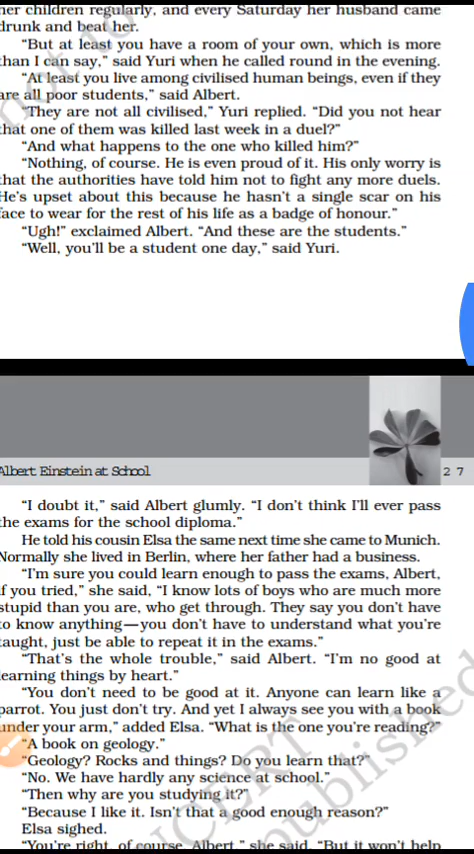 her children regularly, and every Saturday her husband came
drunk and beat her.
“But at least you have a room of your own, which is more
than I can say,” said Yuri when he called round in the evening.
“At least you live among civilised human beings, even if they
are all poor students,” said Albert.
“They are not all civilised,” Yuri replied. “Did you not hear
that one of them was killed last week in a duel?”
“And what happens to the one who killed him?”
“Nothing, of course. He is even proud of it. His only worry is
that the authorities have told him not to fight any more duels.
He’s upset about this because he hasn’t a single scar on his
face to wear for the rest of his life as a badge of honour.”
“Ugh!” exclaimed Albert. “And these are the students.”
“Well, you’ll be a student one day,” said Yuri.
not to
Albert Einstein at School 27
“I doubt it,” said Albert glumly. “I don’t think I’ll ever pass
the exams for the school diploma.”
He told his cousin Elsa the same next time she came to Munich.
Normally she lived in Berlin, where her father had a business.
“I’m sure you could learn enough to pass the exams, Albert,
if you tried,” she said, “I know lots of boys who are much more
stupid than you are, who get through. They say you don’t have
to know anything—you don’t have to understand what you’re
taught, just be able to repeat it in the exams.”
“That’s the whole trouble,” said Albert. “I’m no good at
learning things by heart.”
“You don’t need to be good at it. Anyone can learn like a
parrot. You just don’t try. And yet I always see you with a book
under your arm,” added Elsa. “What is the one you’re reading?”
“A book on geology.”
“Geology? Rocks and things? Do you learn that?”
“No. We have hardly any science at school.”
“Then why are you studying it?”
“Because I like it. Isn’t that a good enough reason?”
Elsa sighed.
“You’re right, of course, Albert,” she said. “But it won’t help
NCERT
published